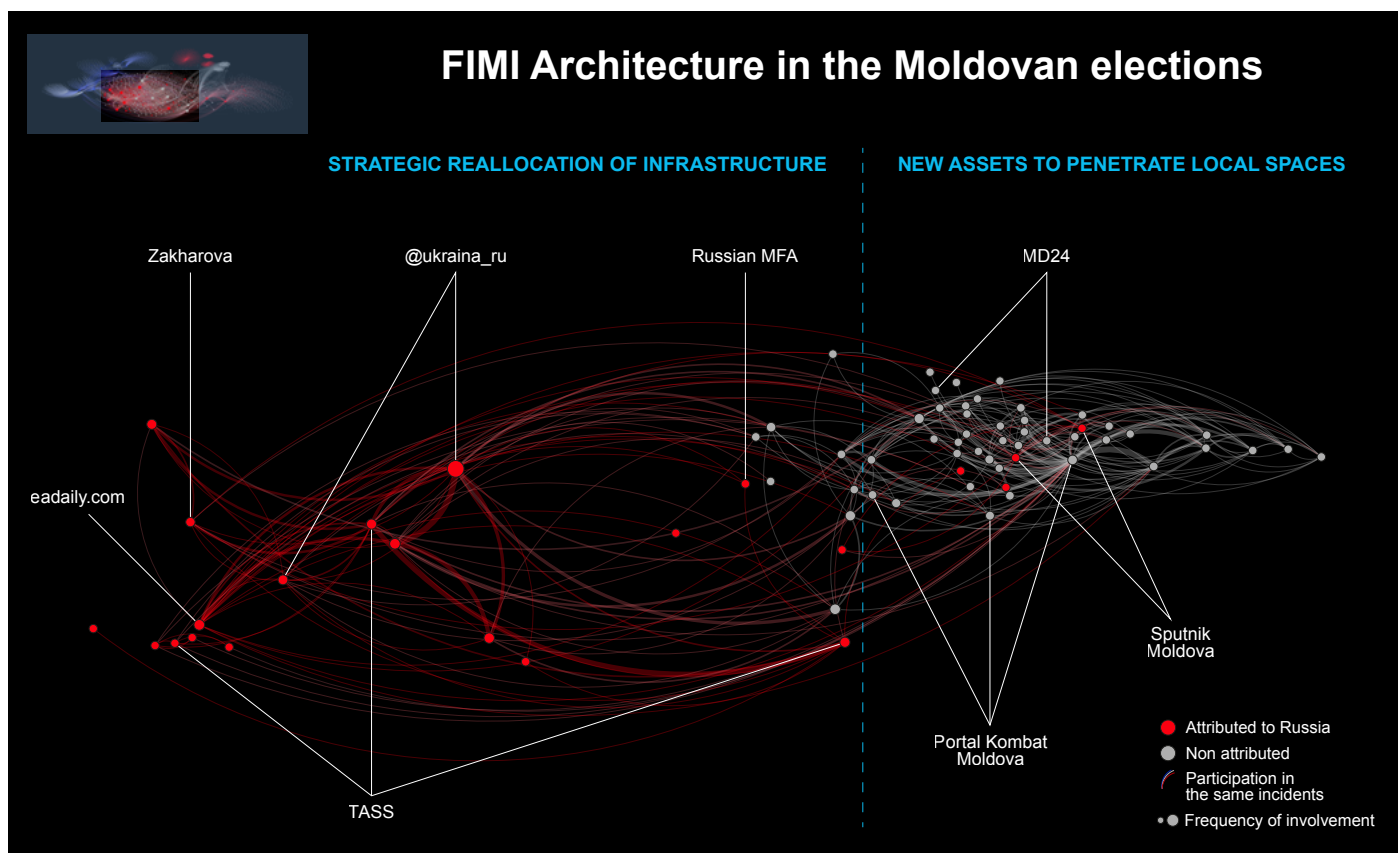 FIMI Architecture in the Moldovan elections
STRATEGIC REALLOCATION OF INFRASTRUCTURE
NEW ASSETS TO PENETRATE LOCAL SPACES
Zakharova
@ukraina_ru
Russian MFA
MD24
eadaily.com
Sputnik
Moldova
Portal Kombat
Moldova
TASS
Attributed to Russia
Non attributed
Participation in
the same incidents
Frequency of involvement